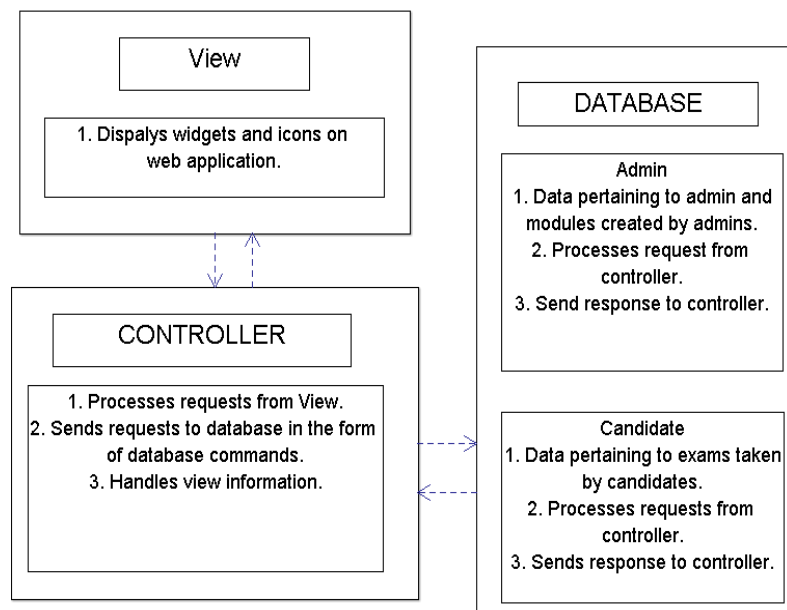 View
1. Dispalys widgets and icons on
web application.
CONTROLLER
1. Processes requests from View.
2. Sends requests to database in the form
of database commands.
3. Handles view information.
DATABASE
Admin
1. Data pertaining to admin and
modules created by admins.
2. Processes request from
controller.
3. Send response to controller.
Candidate
1. Data pertaining to exams taken
by candidates.
2. Processes requests from
controller.
3. Sends response to controller.